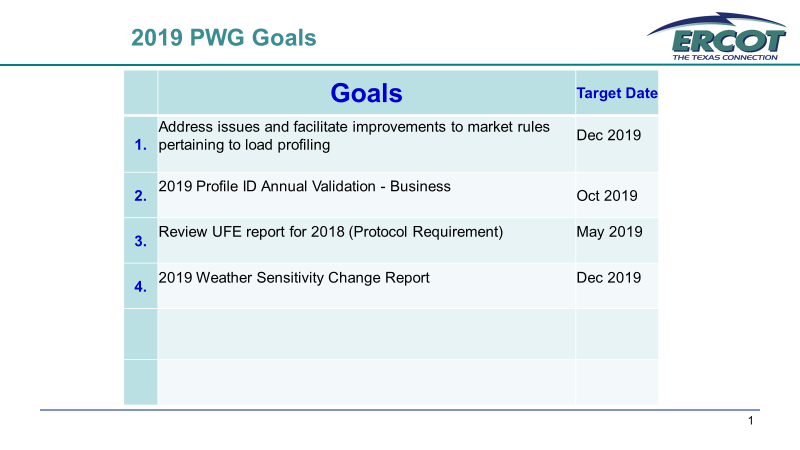 2019 PWG Goals
ERCOT
THE TEXAS CONNECTION
Goals
Target Date
1.
Address issues and facilitate improvements to market rules
pertaining to load profiling
Dec 2019
2.
2019 Profile ID Annual Validation - Business
Oct 2019
3.
Review UFE report for 2018 (Protocol Requirement)
May 2019
4.
2019 Weather Sensitivity Change Report
Dec 2019
1